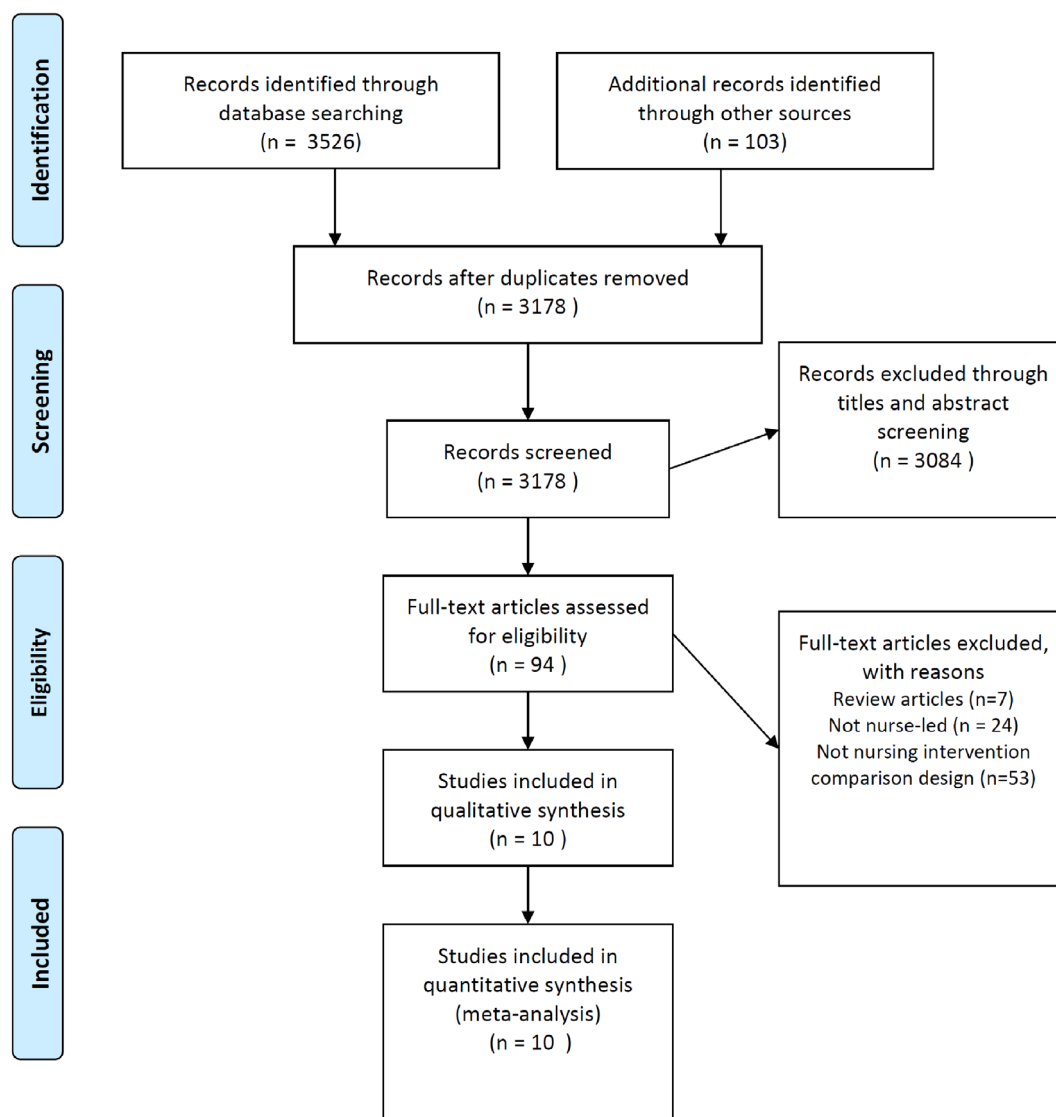 Identification
Records identified through
database searching
(n = 3526)
Additional records identified
through other sources
(n = 103)
Records after duplicates removed
(n = 3178 )
Screening
Records screened
(n = 3178 )
Records excluded through
titles and abstract
screening
(n = 3084 )
Eligibility
Full-text articles assessed
for eligibility
(n = 94 )
Full-text articles excluded,
with reasons
Review articles (n=7)
Not nurse-led (n = 24)
Not nursing intervention
comparison design (n=53)
Studies included in
qualitative synthesis
(n = 10 )
Included
Studies included in
quantitative synthesis
(meta-analysis)
(n = 10 )